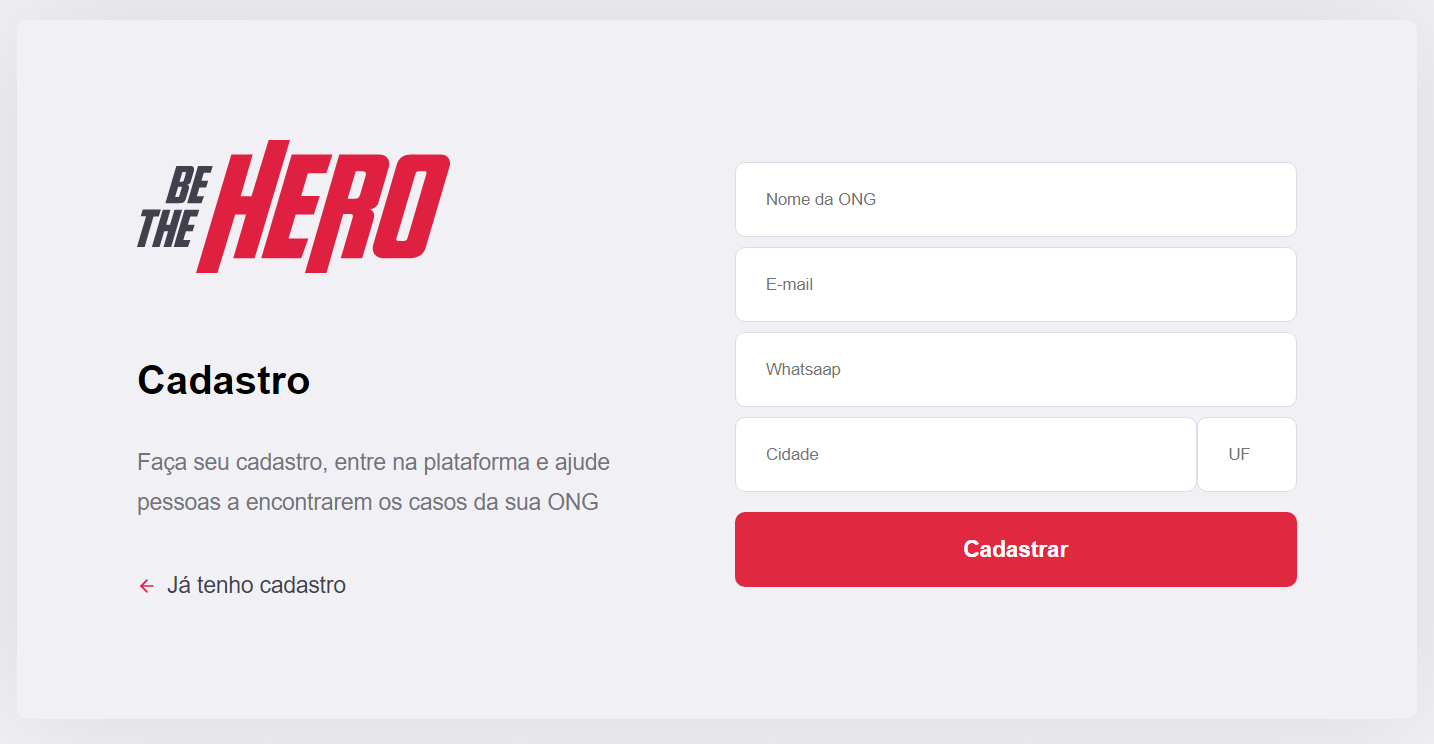 BE
THE
HERO
Cadastro
Faça seu cadastro, entre na plataforma e ajude
pessoas a encontrarem os casos da sua ONG
Já tenho cadastro
Nome da ONG
E-mail
Whatsaap
Cidade
UF
Cadastrar